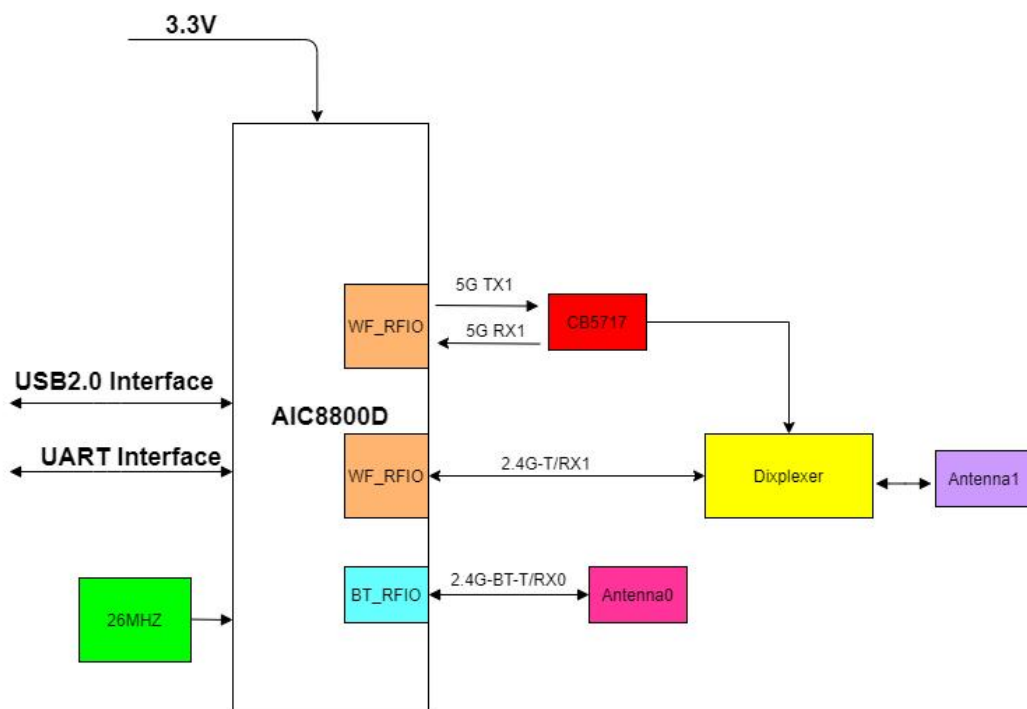 3.3V
5G TX1
WF_RFIO
CB5717
5G RX1
USB2.0 Interface
AIC8800D
UART Interface
WF_RFIO
2.4G-T/RX1
Dixplexer
Antenna1
26MHZ
BT_RFIO
2.4G-BT-T/RX0
Antenna0